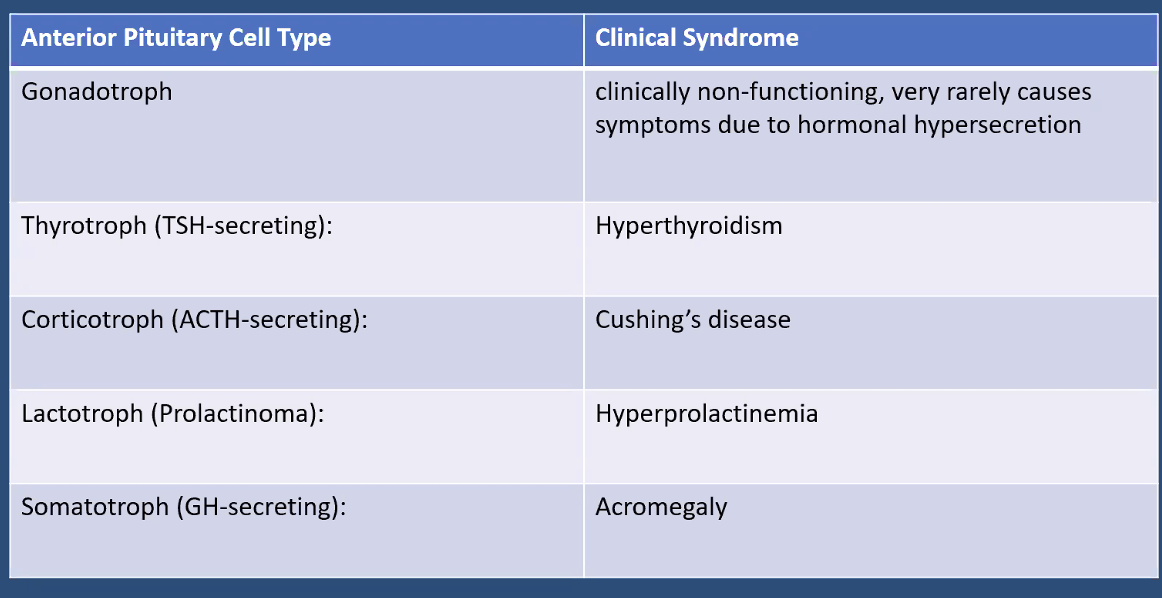 Anterior Pituitary Cell Type
Clinical Syndrome
Gonadotroph
clinically non-functioning, very rarely causes
symptoms due to hormonal hypersecretion
Thyrotroph (TSH-secreting):
Hyperthyroidism
Corticotroph (ACTH-secreting):
Cushing’s disease
Lactotroph (Prolactinoma):
Hyperprolactinemia
Somatotroph (GH-secreting):
Acromegaly